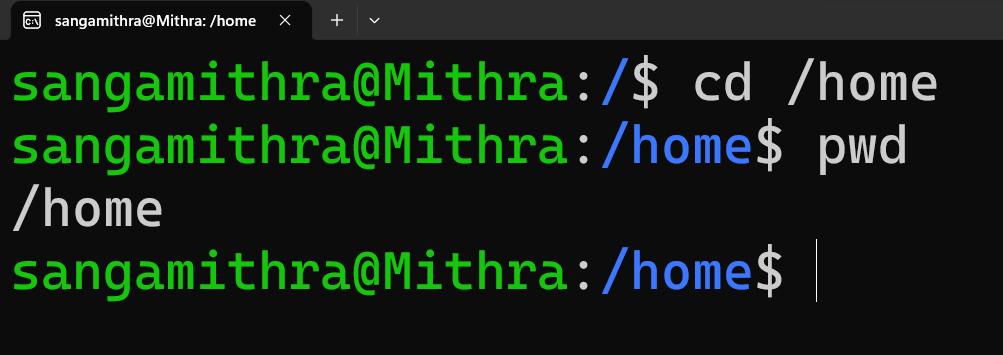 sangamithra@Mithra: /home
sangamithra@Mithra:/$ cd /home
sangamithra@Mithra:/home$ pwd
/home
sangamithra@Mithra:/home$